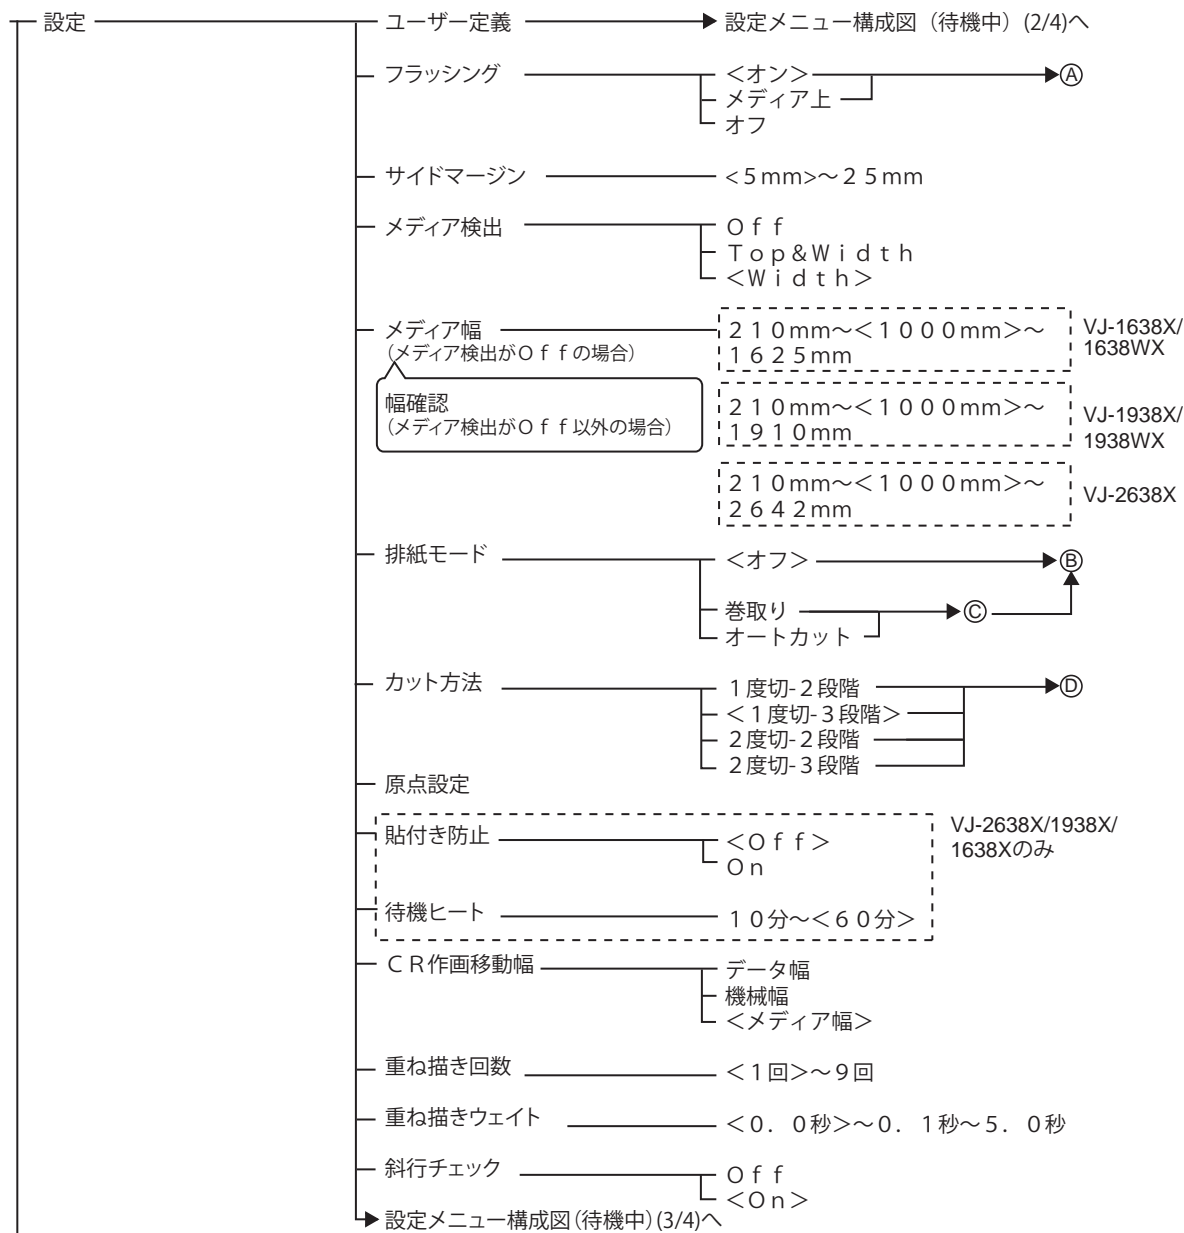 設定
ユーザー定義
設定メニュー構成図（待機中）(2/4)へ
フラッシング
＜オン＞
Ⓐ
メディア上
オフ
サイドマージン
<５mm>～２５mm
メディア検出
Ｏｆｆ
Ｔｏｐ&Ｗｉｄｔｈ
＜Ｗｉｄｔｈ＞
メディア幅
（メディア検出がＯｆｆの場合）
２１０mm～＜１０００mm＞～
１６２５mm
VJ-1638X/
1638WX
幅確認
（メディア検出がＯｆｆ以外の場合）
２１０mm～＜１０００mm＞～
１９１０mm
VJ-1938X/
1938WX
２１０mm～＜１０００mm＞～
２６４２mm
VJ-2638X
排紙モード
＜オフ＞
Ⓑ
巻取り
Ⓒ
オートカット
カット方法
１度切-２段階
Ⓓ
＜１度切-３段階＞
２度切-２段階
２度切-３段階
原点設定
貼付き防止
＜Ｏｆｆ＞
Ｏｎ
VJ-2638X/1938X/
1638Xのみ
待機ヒート
１０分～＜６０分＞
ＣＲ作画移動幅
データ幅
機械幅
＜メディア幅＞
重ね描き回数
＜１回＞～９回
重ね描きウェイト
＜０．０秒＞～０．１秒～５．０秒
斜行チェック
Ｏｆｆ
＜Ｏｎ＞
設定メニュー構成図（待機中）(3/4)へ